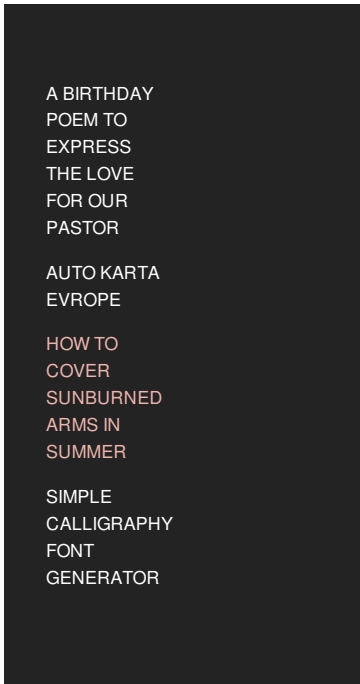 A BIRTHDAY
POEM TO
EXPRESS
THE LOVE
FOR OUR
PASTOR
AUTO KARTA
EVROPE
HOW TO
COVER
SUNBURNED
ARMS IN
SUMMER
SIMPLE
CALLIGRAPHY
FONT
GENERATOR